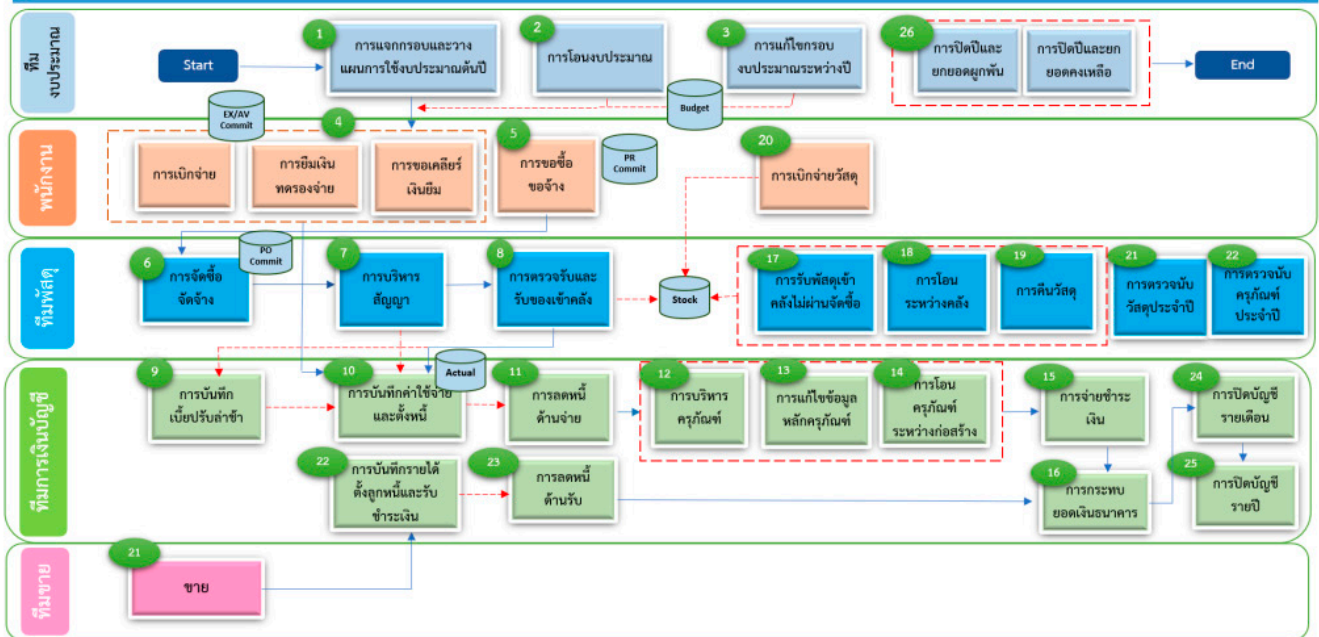 ทีม
งบประมาณ
Start
1
การแจกกรอบและวาง
แผนการใช้งบประมาณต้นปี
2
การโอนงบประมาณ
3
การแก้ไขกรอบ
งบประมาณระหว่างปี
Budget
26
การปิดปีและ
ยกยอดผูกพัน
การปิดปีและยก
ยอดคงเหลือ
End
พนักงาน
EX/AV
Commit
4
การเบิกจ่าย
การยืมเงิน
ทดรองจ่าย
การขอเคลียร์
เงินยืม
5
การขอซื้อ
ขอจ้าง
PR
Commit
20
การเบิกจ่ายวัสดุ
ทีมพัสดุ
6
การจัดซื้อ
จัดจ้าง
PO
Commit
7
การบริหาร
สัญญา
8
การตรวจรับและ
รับของเข้าคลัง
Stock
17
การรับพัสดุเข้า
คลังไม่ผ่านจัดซื้อ
18
การโอน
ระหว่างคลัง
19
การคืนวัสดุ
21
การตรวจนับ
วัสดุประจำปี
22
การตรวจนับ
ครุภัณฑ์
ประจำปี
ทีมการเงินบัญชี
9
การบันทึก
เบี้ยปรับล่าช้า
10
การบันทึกค่าใช้จ่าย
และตั้งหนี้
Actual
11
การลดหนี้
ด้านจ่าย
12
การบริหาร
ครุภัณฑ์
13
การแก้ไขข้อมูล
หลักครุภัณฑ์
14
การโอน
ครุภัณฑ์
ระหว่างก่อสร้าง
15
การจ่ายชำระ
เงิน
24
การปิดบัญชี
รายเดือน
22
การบันทึกรายได้
ตั้งลูกหนี้และรับ
ชำระเงิน
23
การลดหนี้
ด้านรับ
16
การกระทบ
ยอดเงินธนาคาร
25
การปิดบัญชี
รายปี
ทีมขาย
21
ขาย